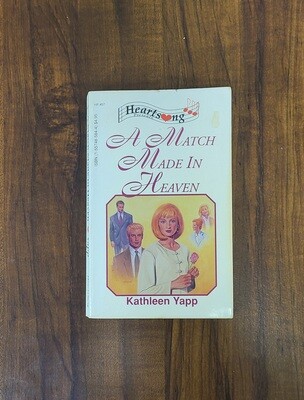 Heartsong
A Match
Made In
Heaven
Kathleen Yapp